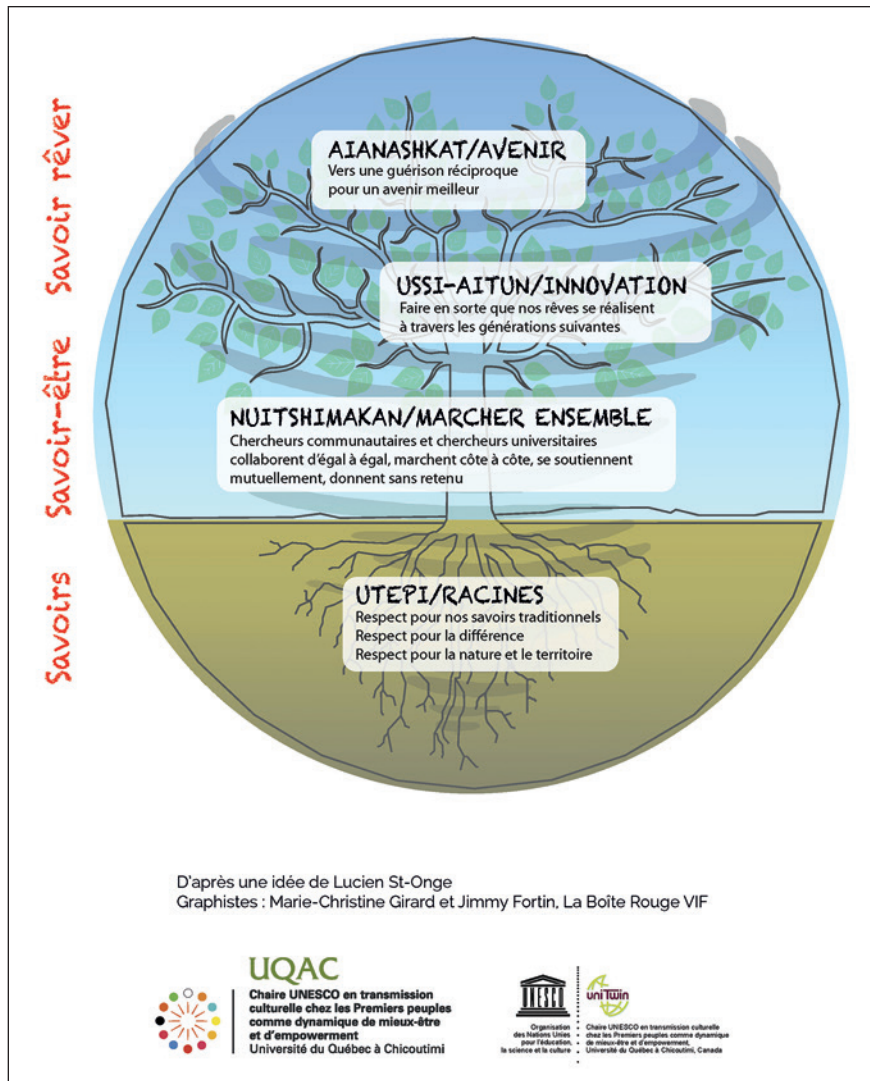 Savoir rêver
AIANASHKAT/AVENIR
Vers une guérison réciproque
pour un avenir meilleur
USSI-AITUN/INNOVATION
Faire en sorte que nos rêves se réalisent
à travers les générations suivantes
Savoir-être
NUITSHIMAKAN/MARCHER ENSEMBLE
Chercheurs communautaires et chercheurs universitaires
collaborent d'égal à égal, marchent côte à côte, se soutiennent
mutuellement, donnent sans retenu
Savoirs
UTEPI/RACINES
Respect pour nos savoirs traditionnels
Respect pour la différence
Respect pour la nature et le territoire
D'après une idée de Lucien St-Onge
Graphistes : Marie-Christine Girard et Jimmy Fortin, La Boîte Rouge VIF
UQAC
Chaire UNESCO en transmission
culturelle chez les Premiers peuples
comme dynamique de mieux-être
et d'empowerment
Université du Québec à Chicoutimi
UNESCO
Organisation
des Nations Unies
pour l'éducation,
la science et la culture
uniTwin
Chaire UNESCO en transmission culturelle
chez les Premiers peuples comme dynamique
de mieux-être et d'empowerment,
Université du Québec à Chicoutimi, Canada